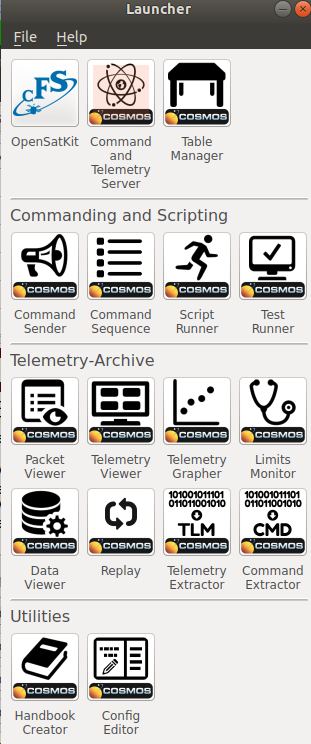 Launcher
File Help
cFS
COSMOS
COSMOS
OpenSatKit
Command and Telemetry Server
Table Manager
Commanding and Scripting
COSMOS
COSMOS
COSMOS
COSMOS
Command Sender
Command Sequence
Script Runner
Test Runner
Telemetry-Archive
COSMOS
COSMOS
COSMOS
COSMOS
Packet Viewer
Telemetry Viewer
Telemetry Grapher
Limits Monitor
COSMOS
COSMOS
101001011101
011011001010
TLM
COSMOS
101001011101
011011001010
CMD
COSMOS
Data Viewer
Replay
Telemetry Extractor
Command Extractor
Utilities
COSMOS
COSMOS
Handbook Creator
Config Editor